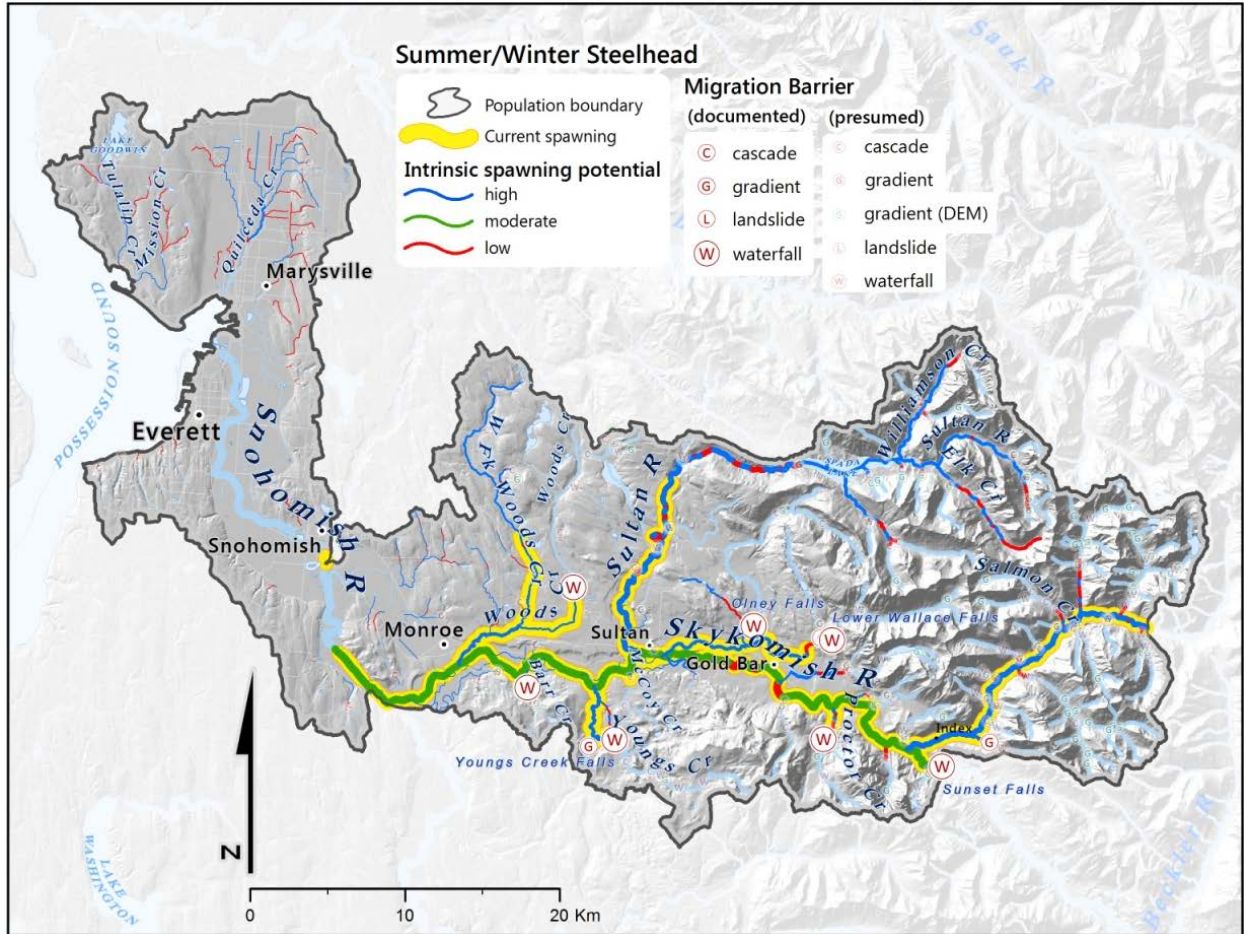 Summer/Winter Steelhead
Population boundary
Current spawning
Intrinsic spawning potential
high
moderate
low
Migration Barrier
(documented)
(presumed)
C cascade
G gradient
L landslide
W waterfall
cascade
gradient
gradient (DEM)
landslide
waterfall
Sauk R
LAKE
GOODWIN
Tulalip Cr
Mission Cr
Quilceda Cr
Marysville
POSSESSION SOUND
Everett
Snohomish R
Snohomish
W Fk Woods Cr
Woods Cr
Woods Cr
W
Monroe
Sultan R
Sultan
SPADA
LAKE
Williamson Cr
Sultan R
Elk Cr
Salmon Cr
Olney Falls
W
Lower Wallace Falls
W
Skykomish R
Gold Bar
Barr Cr
W
McCoy Cr
Youngs Cr
G
W
Youngs Creek Falls
Proctor Cr
W
Index
G
W
Sunset Falls
Beckler R
LAKE
WASHINGTON
N
0 10 20 Km